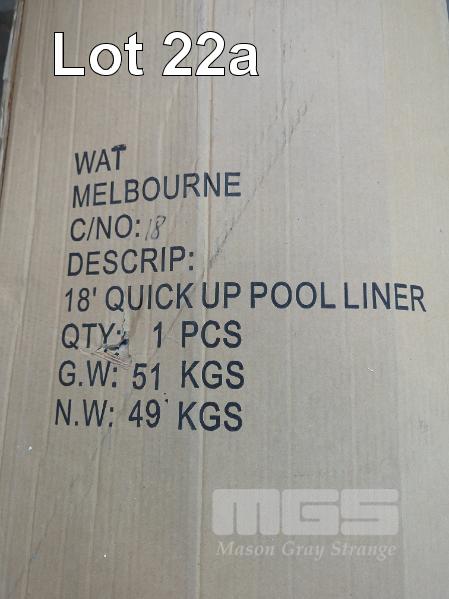 Lot 22a
WAT
MELBOURNE
C/NO: 18
DESCRIP:
18' QUICK UP POOL LINER
QTY: 1 PCS
G.W: 51 KGS
N.W: 49 KGS
MGS
Mason Gray Strange